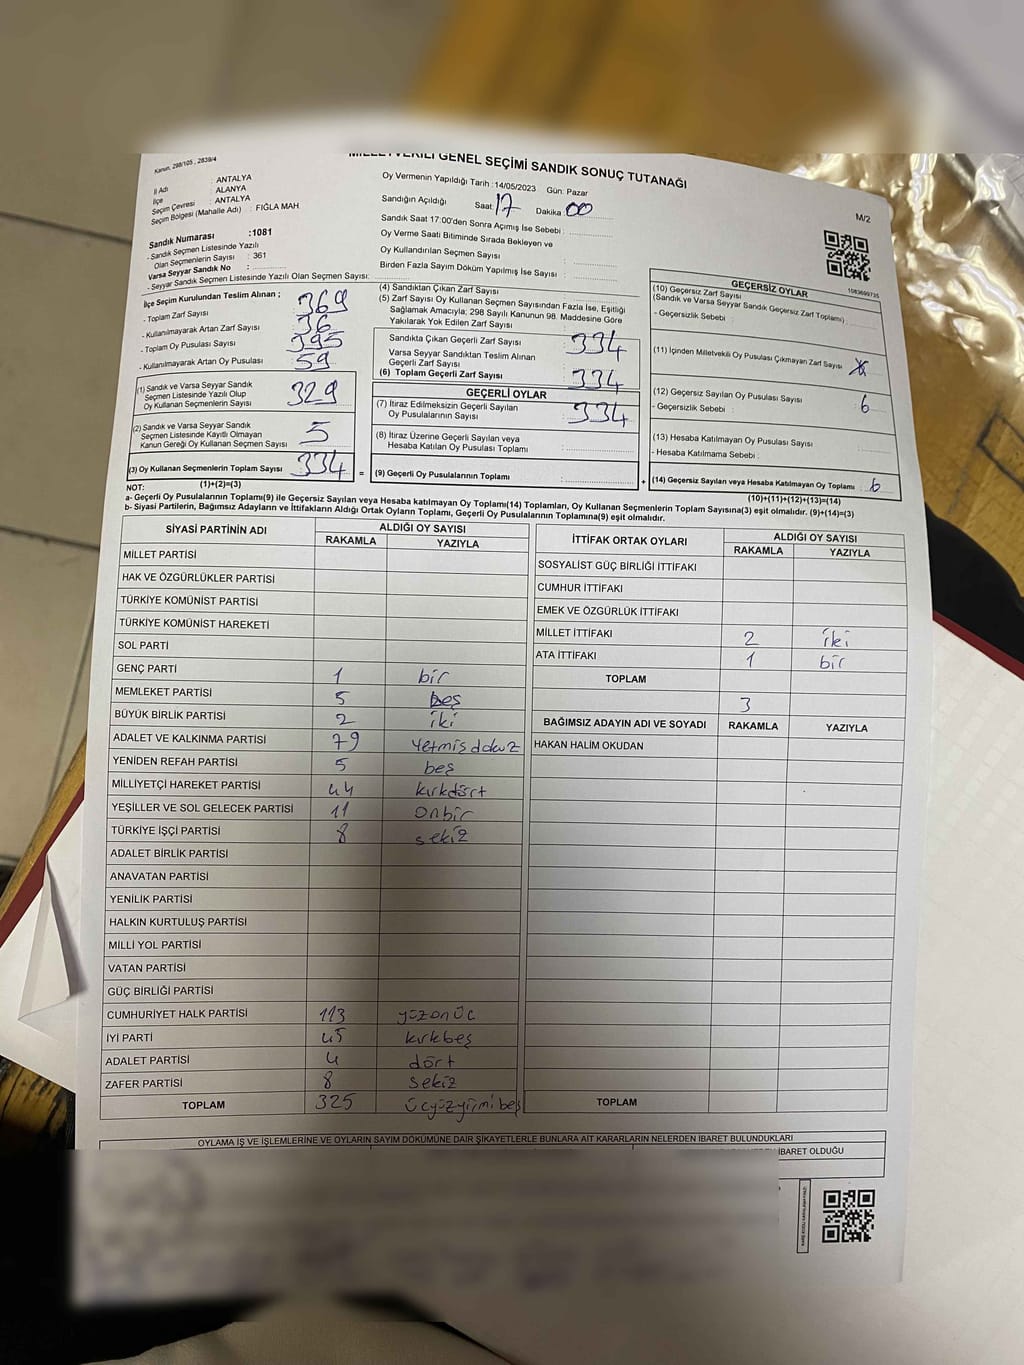 Kanun: 298/105 , 2839/4
MİLLETVEKİLİ GENEL SEÇİMİ SANDIK SONUÇ TUTANAĞI
M/2
İl Adı : ANTALYA
İlçe : ALANYA
Seçim Çevresi : ANTALYA
Seçim Bölgesi (Mahalle Adı) : FIĞLA MAH
Sandık Numarası :1081
- Sandık Seçmen Listesinde Yazılı
Olan Seçmenlerin Sayısı : 361
Varsa Seyyar Sandık No :
- Seyyar Sandık Seçmen Listesinde Yazılı Olan Seçmen Sayısı:
Oy Vermenin Yapıldığı Tarih :14/05/2023 Gün: Pazar
Sandığın Açıldığı Saat: 17 Dakika: 00
Sandık Saat 17:00'den Sonra Açımış İse Sebebi :
Oy Verme Saati Bitiminde Sırada Bekleyen ve
Oy Kullandırılan Seçmen Sayısı :
Birden Fazla Sayım Döküm Yapılmış İse Sayısı :
1083699735
İlçe Seçim Kurulundan Teslim Alınan ;
- Toplam Zarf Sayısı : 369
- Kullanılmayarak Artan Zarf Sayısı : 36
- Toplam Oy Pusulası Sayısı : 395
- Kullanılmayarak Artan Oy Pusulası : 59
(1) Sandık ve Varsa Seyyar Sandık
Seçmen Listesinde Yazılı Olup
Oy Kullanan Seçmenlerin Sayısı : 329
(2) Sandık ve Varsa Seyyar Sandık
Seçmen Listesinde Kayıtlı Olmayan
Kanun Gereği Oy Kullanan Seçmen Sayısı : 5
(3) Oy Kullanan Seçmenlerin Toplam Sayısı : 334
(1)+(2)=(3)
(4) Sandıktan Çıkan Zarf Sayısı :
(5) Zarf Sayısı Oy Kullanan Seçmen Sayısından Fazla İse, Eşitliği
Sağlamak Amacıyla; 298 Sayılı Kanunun 98. Maddesine Göre
Yakılarak Yok Edilen Zarf Sayısı :
Sandıkta Çıkan Geçerli Zarf Sayısı : 334
Varsa Seyyar Sandıktan Teslim Alınan
Geçerli Zarf Sayısı :
(6) Toplam Geçerli Zarf Sayısı : 334
GEÇERLİ OYLAR
(7) İtiraz Edilmeksizin Geçerli Sayılan
Oy Pusulalarının Sayısı : 334
(8) İtiraz Üzerine Geçerli Sayılan veya
Hesaba Katılan Oy Pusulası Toplamı :
= (9) Geçerli Oy Pusulalarının Toplamı :
GEÇERSİZ OYLAR
(10) Geçersiz Zarf Sayısı
(Sandık ve Varsa Seyyar Sandık Geçersiz Zarf Toplamı) :
- Geçersizlik Sebebi :
(11) İçinden Milletvekili Oy Pusulası Çıkmayan Zarf Sayısı :
(12) Geçersiz Sayılan Oy Pusulası Sayısı : 6
- Geçersizlik Sebebi :
(13) Hesaba Katılmayan Oy Pusulası Sayısı :
- Hesaba Katılmama Sebebi :
+ (14) Geçersiz Sayılan veya Hesaba Katılmayan Oy Toplamı : 6
(10)+(11)+(12)+(13)=(14)
NOT:
a- Geçerli Oy Pusulalarının Toplamı(9) ile Geçersiz Sayılan veya Hesaba katılmayan Oy Toplamı(14) Toplamları, Oy Kullanan Seçmenlerin Toplam Sayısına(3) eşit olmalıdır. (9)+(14)=(3)
b- Siyasi Partilerin, Bağımsız Adayların ve İttifakların Aldığı Ortak Oyların Toplamı, Geçerli Oy Pusulalarının Toplamına(9) eşit olmalıdır.
SİYASİ PARTİNİN ADI ALDIĞI OY SAYISI
RAKAMLA YAZIYLA
MİLLET PARTİSİ
HAK VE ÖZGÜRLÜKLER PARTİSİ
TÜRKİYE KOMÜNİST PARTİSİ
TÜRKİYE KOMÜNİST HAREKETİ
SOL PARTİ
GENÇ PARTİ 1 bir
MEMLEKET PARTİSİ 5 beş
BÜYÜK BİRLİK PARTİSİ 2 iki
ADALET VE KALKINMA PARTİSİ 79 yetmiş dokuz
YENİDEN REFAH PARTİSİ 5 beş
MİLLİYETÇİ HAREKET PARTİSİ 44 kırkdört
YEŞİLLER VE SOL GELECEK PARTİSİ 11 onbir
TÜRKİYE İŞÇİ PARTİSİ 8 sekiz
ADALET BİRLİK PARTİSİ
ANAVATAN PARTİSİ
YENİLİK PARTİSİ
HALKIN KURTULUŞ PARTİSİ
MİLLİ YOL PARTİSİ
VATAN PARTİSİ
GÜÇ BİRLİĞİ PARTİSİ
CUMHURİYET HALK PARTİSİ 113 yüzonüç
İYİ PARTİ 45 kırkbeş
ADALET PARTİSİ 4 dört
ZAFER PARTİSİ 8 sekiz
TOPLAM 325 üçyüzyirmibeş
İTTİFAK ORTAK OYLARI ALDIĞI OY SAYISI
RAKAMLA YAZIYLA
SOSYALİST GÜÇ BİRLİĞİ İTTİFAKI
CUMHUR İTTİFAKI
EMEK VE ÖZGÜRLÜK İTTİFAKI
MİLLET İTTİFAKI 2 iki
ATA İTTİFAKI 1 bir
TOPLAM
3
BAĞIMSIZ ADAYIN ADI VE SOYADI RAKAMLA YAZIYLA
HAKAN HALİM OKUDAN
TOPLAM
OYLAMA İŞ VE İŞLEMLERİNE VE OYLARIN SAYIM DÖKÜMÜNE DAİR ŞİKAYETLERLE BUNLARA AİT KARARLARIN NELERDEN İBARET BULUNDUKLARI
İBARET OLDUĞU